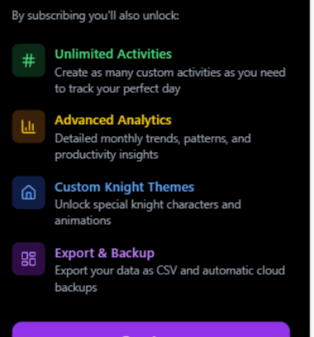 By subscribing you'll also unlock:
Unlimited Activities
Create as many custom activities as you need
to track your perfect day
Advanced Analytics
Detailed monthly trends, patterns, and
productivity insights
Custom Knight Themes
Unlock special knight characters and
animations
Export & Backup
Export your data as CSV and automatic cloud
backups